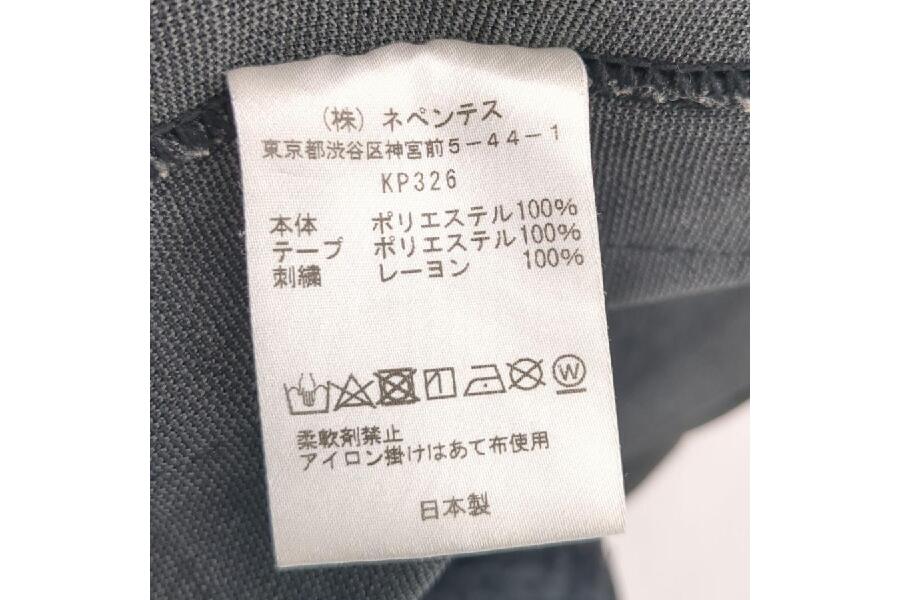 （株）ネペンテス
東京都渋谷区神宮前５－４４－１
KP326
本体 ポリエステル100%
テープ ポリエステル100%
刺繍 レーヨン 100%
W
柔軟剤禁止
アイロン掛けはあて布使用
日本製